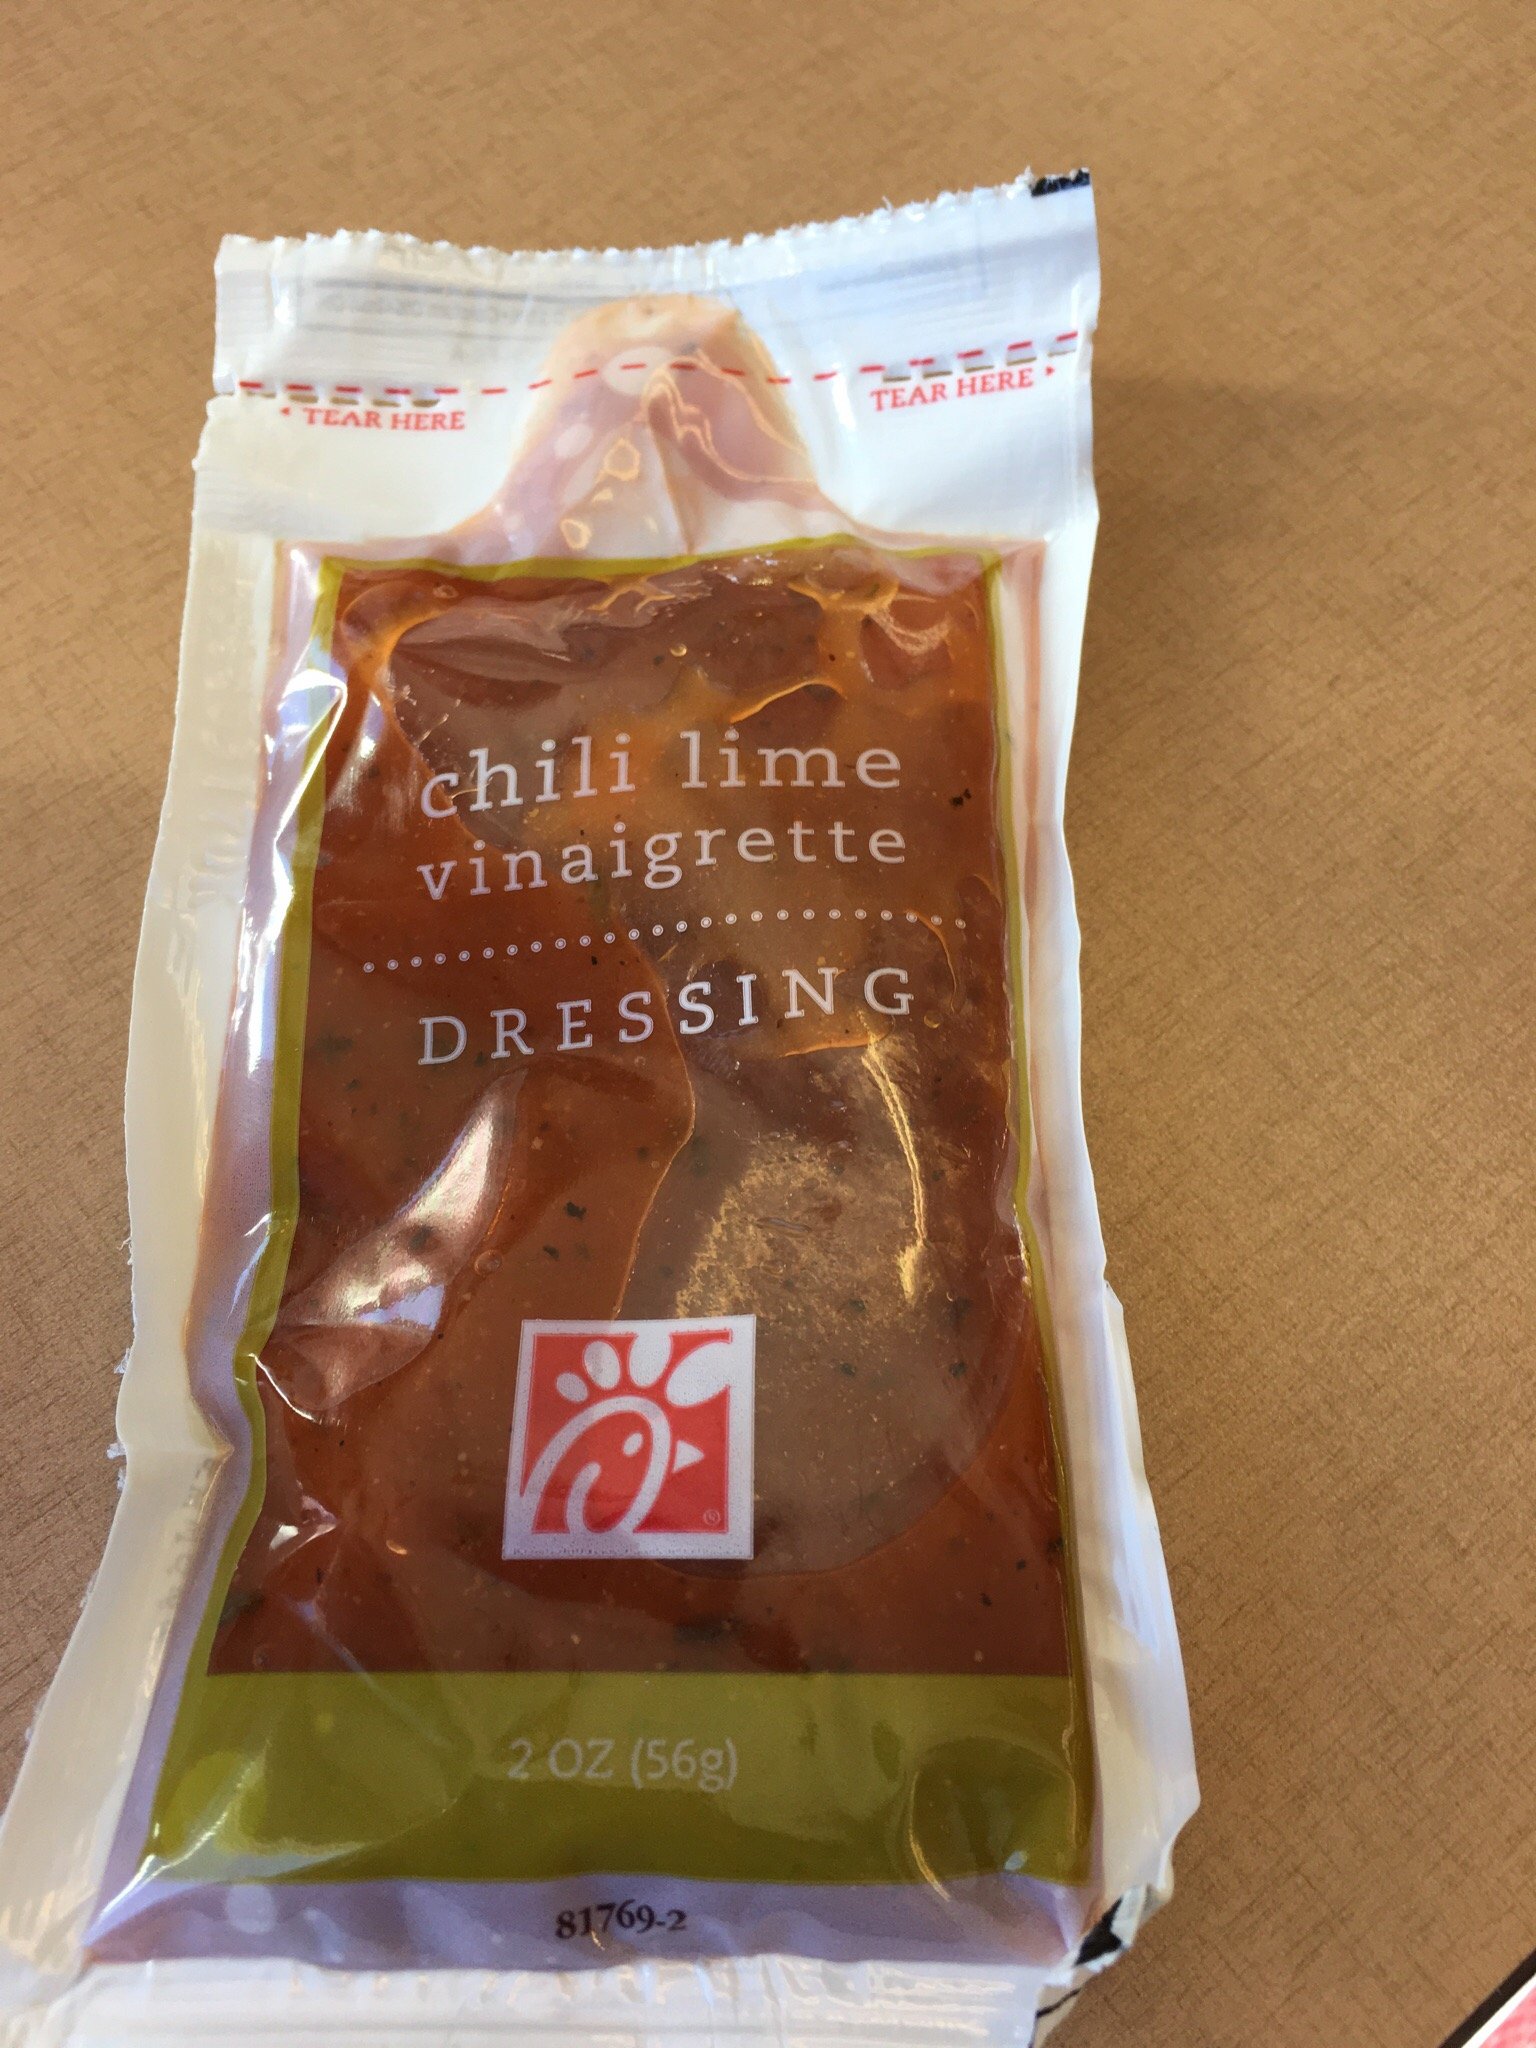 TEAR HERE
TEAR HERE
chili lime
vinaigrette
DRESSING
®
2 OZ (56g)
81769-2